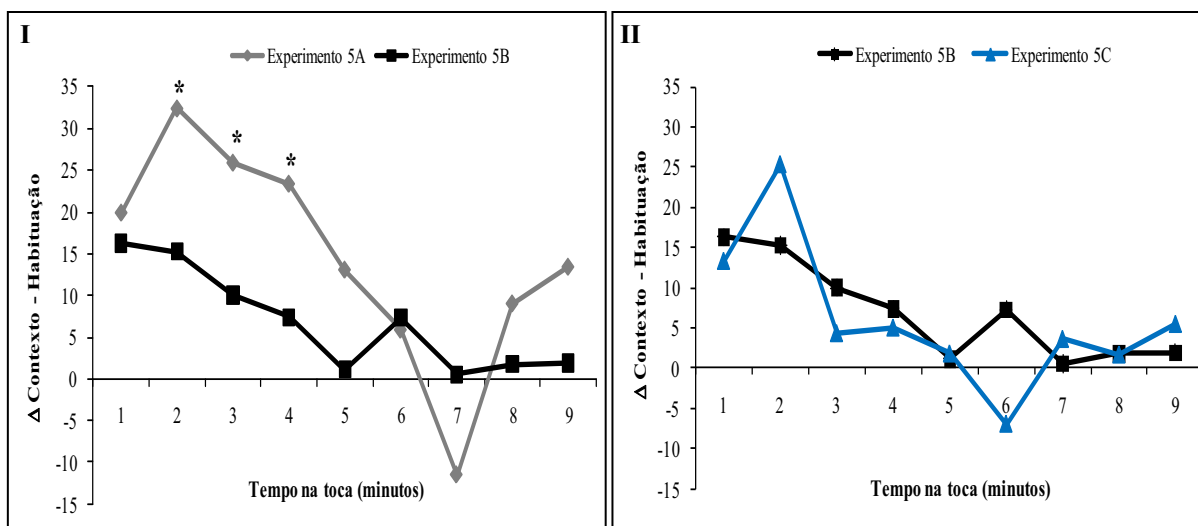 I
Experimento 5A
Experimento 5B
Δ Contexto - Habituação
35
30
25
20
15
10
5
0
-5
-10
-15
*
*
*
1 2 3 4 5 6 7 8 9
Tempo na toca (minutos)
II
Experimento 5B
Experimento 5C
Δ Contexto - Habituação
35
30
25
20
15
10
5
0
-5
-10
-15
1 2 3 4 5 6 7 8 9
Tempo na toca (minutos)